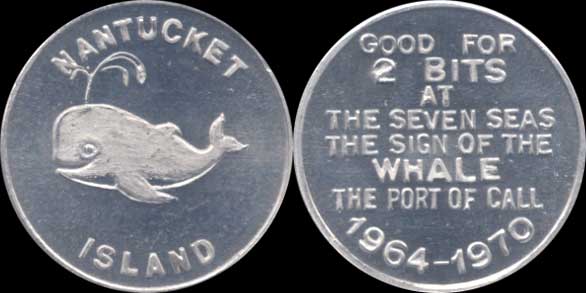 NANTUCKET
ISLAND
GOOD FOR
2 BITS
AT
THE SEVEN SEAS
THE SIGN OF THE
WHALE
THE PORT OF CALL
1964-1970